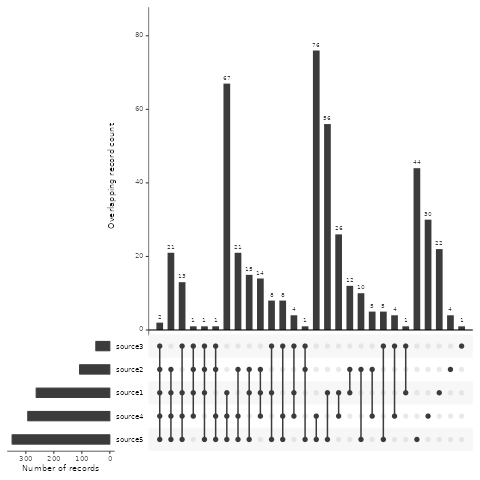 80
60
40
20
0
Overlapping record count
2 21 13 1 1 1 67 21 15 14 8 8 4 1 76 56 26 12 10 5 5 4 1 44 30 22 4 1
source3
source2
source1
source4
source5
300 200 100 0
Number of records